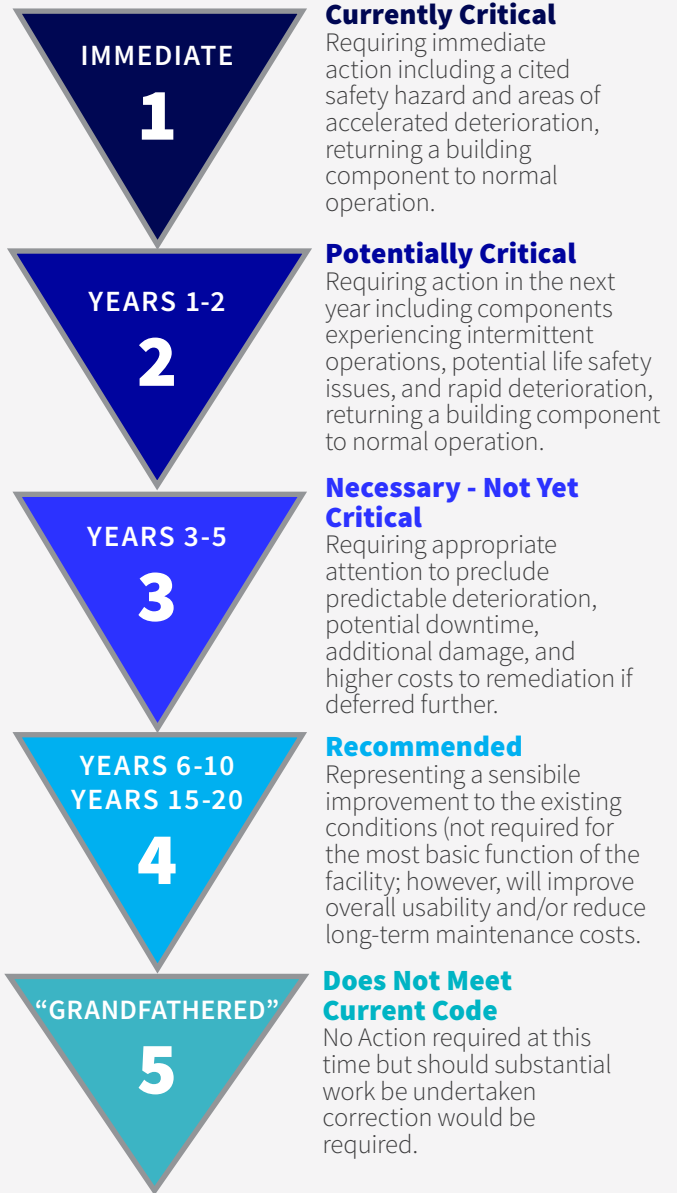 IMMEDIATE
1
Currently Critical
Requiring immediate
action including a cited
safety hazard and areas of
accelerated deterioration,
returning a building
component to normal
operation.
YEARS 1-2
2
Potentially Critical
Requiring action in the next
year including components
experiencing intermittent
operations, potential life safety
issues, and rapid deterioration,
returning a building component
to normal operation.
YEARS 3-5
3
Necessary - Not Yet
Critical
Requiring appropriate
attention to preclude
predictable deterioration,
potential downtime,
additional damage, and
higher costs to remediation if
deferred further.
YEARS 6-10
YEARS 15-20
4
Recommended
Representing a sensibile
improvement to the existing
conditions (not required for
the most basic function of the
facility; however, will improve
overall usability and/or reduce
long-term maintenance costs.
“GRANDFATHERED”
5
Does Not Meet
Current Code
No Action required at this
time but should substantial
work be undertaken
correction would be
required.